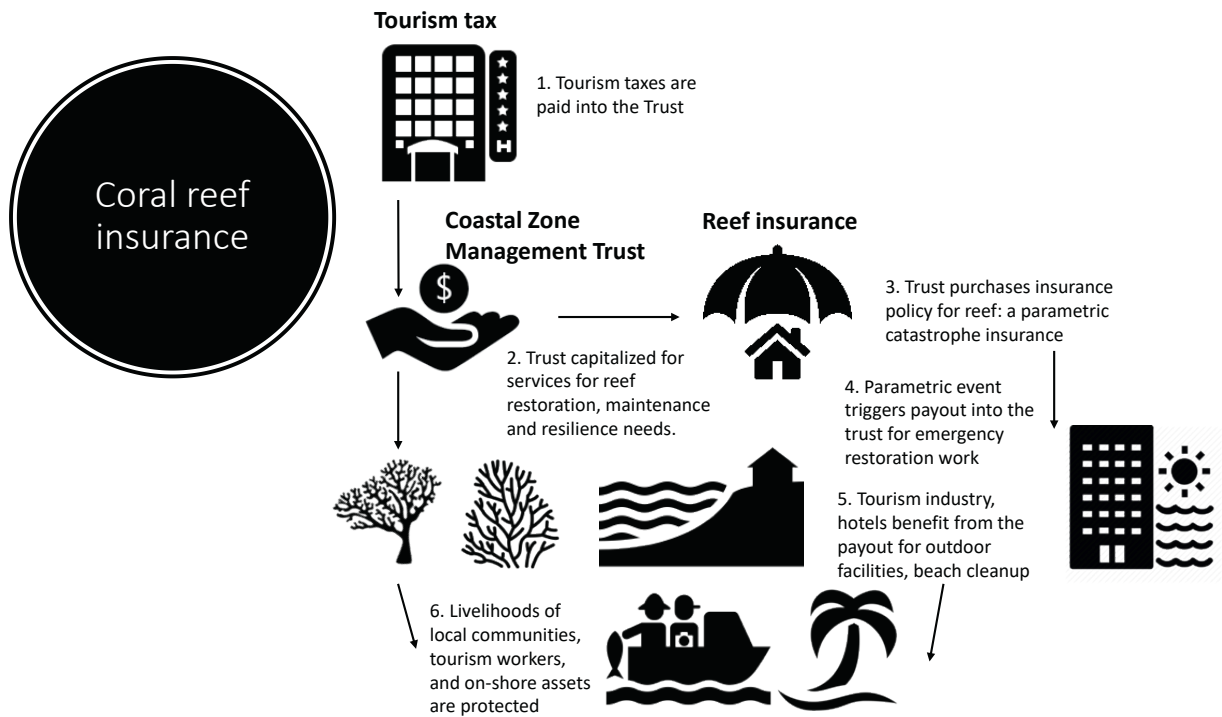 Tourism tax
1. Tourism taxes are
paid into the Trust
H
Coral reef
insurance
Coastal Zone
Management Trust
$
Reef insurance
3. Trust purchases insurance
policy for reef: a parametric
catastrophe insurance
2. Trust capitalized for
services for reef
restoration, maintenance
and resilience needs.
4. Parametric event
triggers payout into the
trust for emergency
restoration work
5. Tourism industry,
hotels benefit from the
payout for outdoor
facilities, beach cleanup
6. Livelihoods of
local communities,
tourism workers,
and on-shore assets
are protected